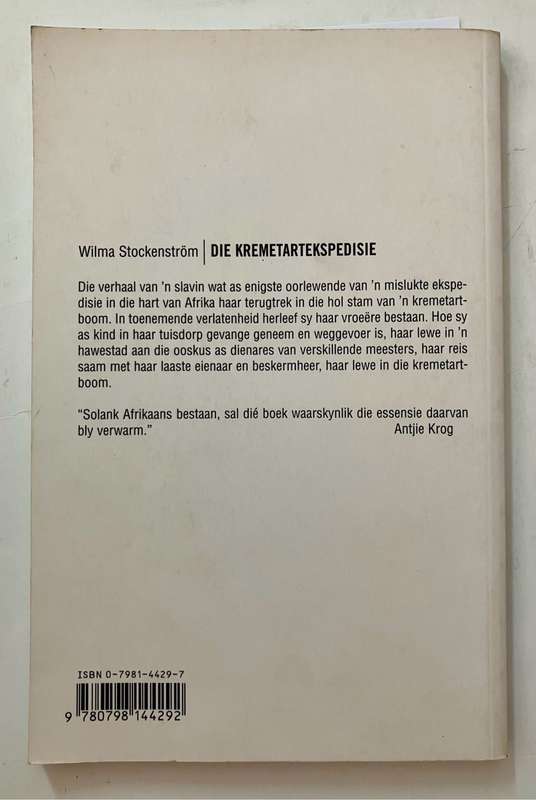 Wilma Stockenström | DIE KREMETARTEKSPEDISIE
Die verhaal van 'n slavin wat as enigste oorlewende van 'n mislukte ekspe-
disie in die hart van Afrika haar terugtrek in die hol stam van 'n kremetart-
boom. In toenemende verlatenheid herleef sy haar vroeëre bestaan. Hoe sy
as kind in haar tuisdorp gevange geneem en weggevoer is, haar lewe in 'n
hawestad aan die ooskus as dienares van verskillende meesters, haar reis
saam met haar laaste eienaar en beskermheer, haar lewe in die kremetart-
boom.
“Solank Afrikaans bestaan, sal dié boek waarskynlik die essensie daarvan
bly verwarm.” Antjie Krog
ISBN 0-7981-4429-7
9 780798 144292